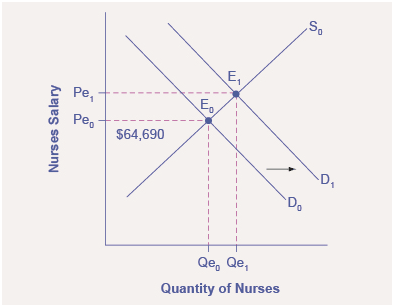 S₀
E₁
Pe₁
E₀
Pe₀
$64,690
Nurses Salary
D₁
D₀
Qe₀ Qe₁
Quantity of Nurses